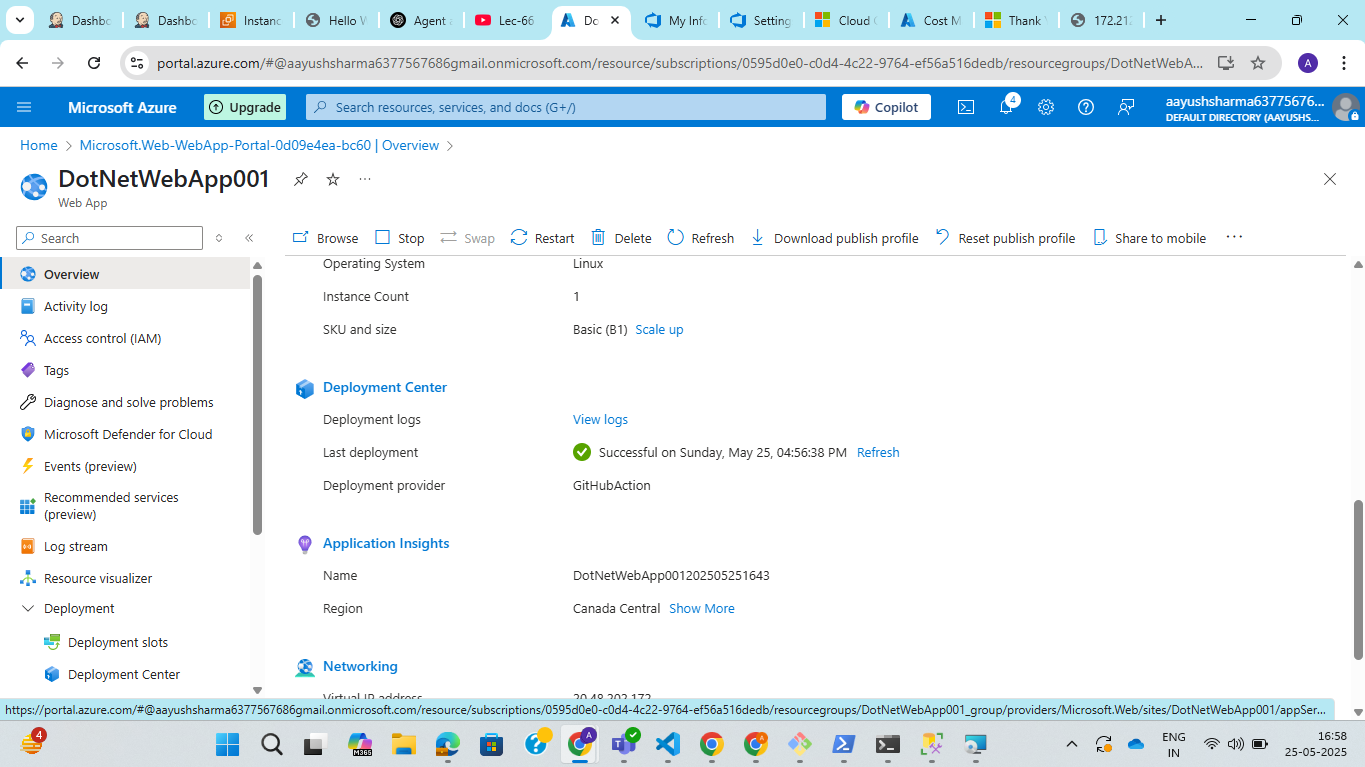 Dashbo
Dashbo
Instanc
Hello W
Agent a
Lec-66
Do
My Info
Setting
Cloud C
Cost M
Thank Y
172.212
portal.azure.com/#@aayushsharma6377567686gmail.onmicrosoft.com/resource/subscriptions/0595d0e0-c0d4-4c22-9764-ef56a516dedb/resourcegroups/DotNetWebA...
A
Microsoft Azure
Upgrade
Search resources, services, and docs (G+/)
Copilot
4
aayushsharma63775676...
DEFAULT DIRECTORY (AAYUSHS...
Home > Microsoft.Web-WebApp-Portal-0d09e4ea-bc60 | Overview >
DotNetWebApp001
Web App
Search
Browse
Stop
Swap
Restart
Delete
Refresh
Download publish profile
Reset publish profile
Share to mobile
Overview
Activity log
Access control (IAM)
Tags
Diagnose and solve problems
Microsoft Defender for Cloud
Events (preview)
Recommended services
(preview)
Log stream
Resource visualizer
Deployment
Deployment slots
Deployment Center
Operating System Linux
Instance Count 1
SKU and size Basic (B1) Scale up
Deployment Center
Deployment logs View logs
Last deployment Successful on Sunday, May 25, 04:56:38 PM Refresh
Deployment provider GitHubAction
Application Insights
Name DotNetWebApp001202505251643
Region Canada Central Show More
Networking
Virtual IP address 20.48.202.172
https://portal.azure.com/#@aayushsharma6377567686gmail.onmicrosoft.com/resource/subscriptions/0595d0e0-c0d4-4c22-9764-ef56a516dedb/resourcegroups/DotNetWebApp001_group/providers/Microsoft.Web/sites/DotNetWebApp001/appSer...
4
M365
A
ENG
IN
16:58
25-05-2025